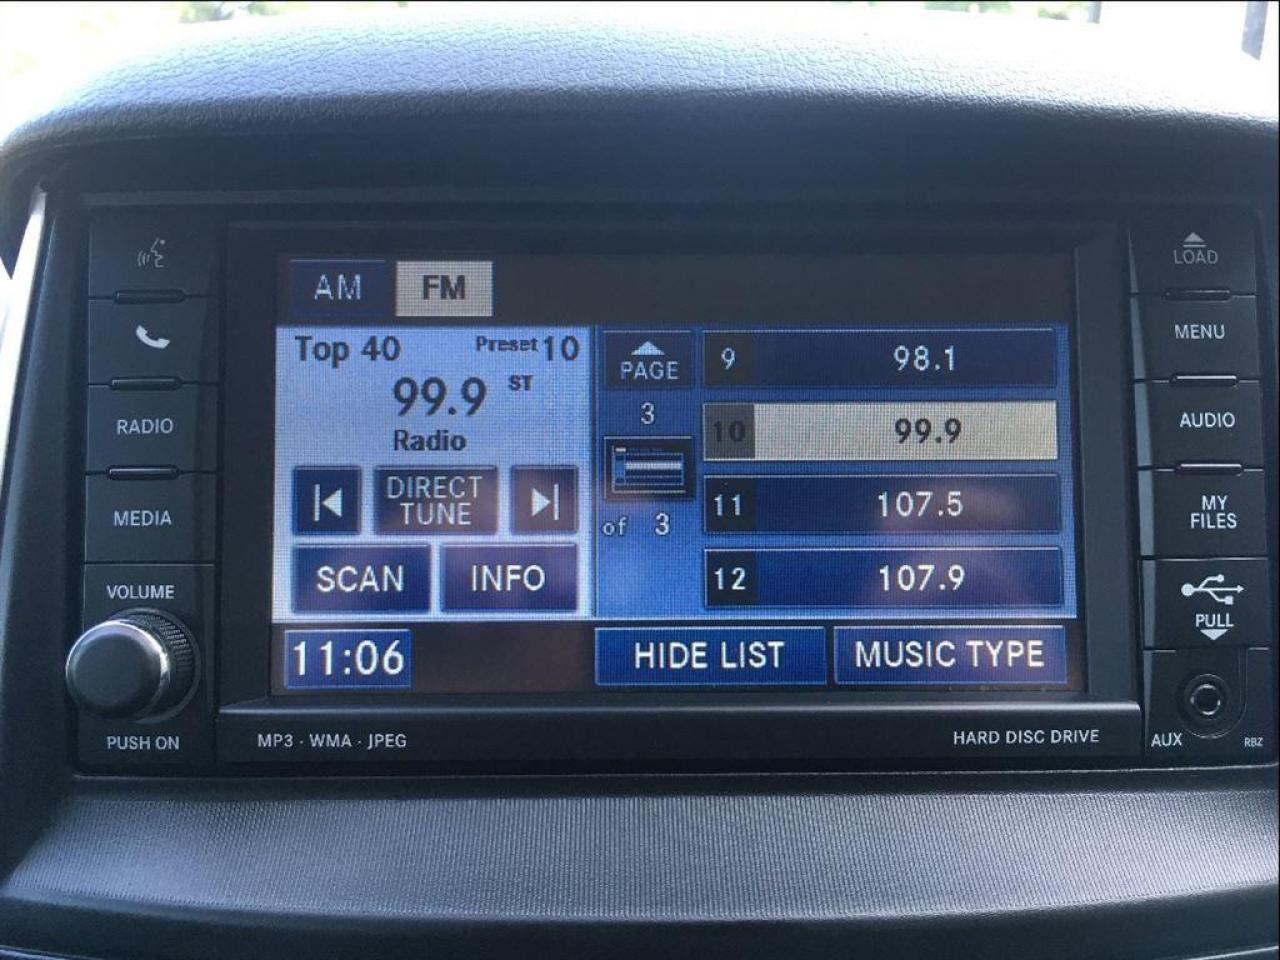 AM FM
Top 40 Preset 10
99.9 ST
Radio
DIRECT
TUNE
SCAN INFO
PAGE
3
of 3
9 98.1
10 99.9
11 107.5
12 107.9
11:06 HIDE LIST MUSIC TYPE
RADIO
MEDIA
VOLUME
PUSH ON
MP3 · WMA · JPEG
HARD DISC DRIVE
LOAD
MENU
AUDIO
MY
FILES
PULL
AUX RBZ